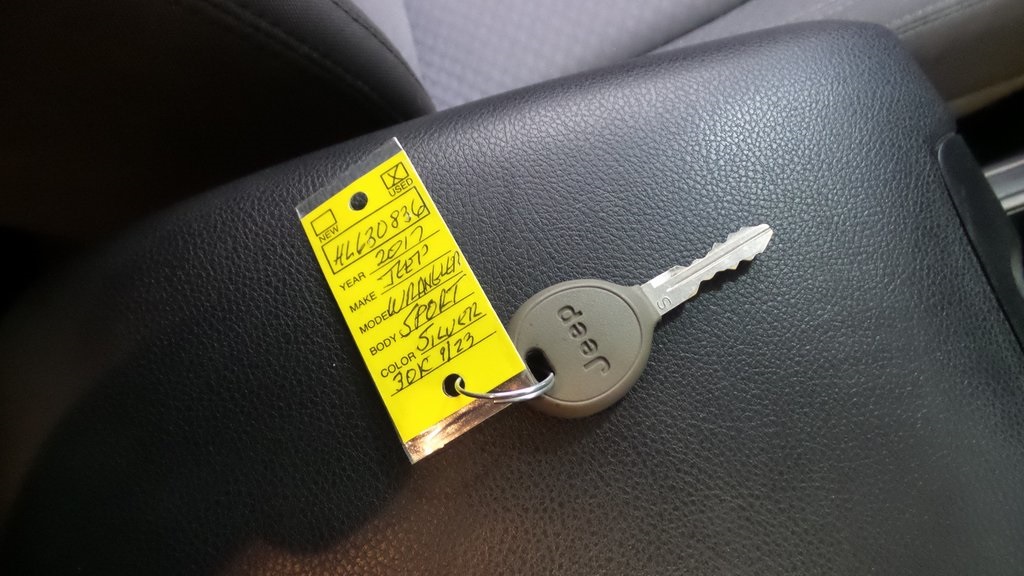 X
USED
NEW
HL630836
YEAR 2017
MAKE JEEP
MODEL WRANGLER
BODY SPORT
COLOR SILVER
30K 9/23
Jeep
S